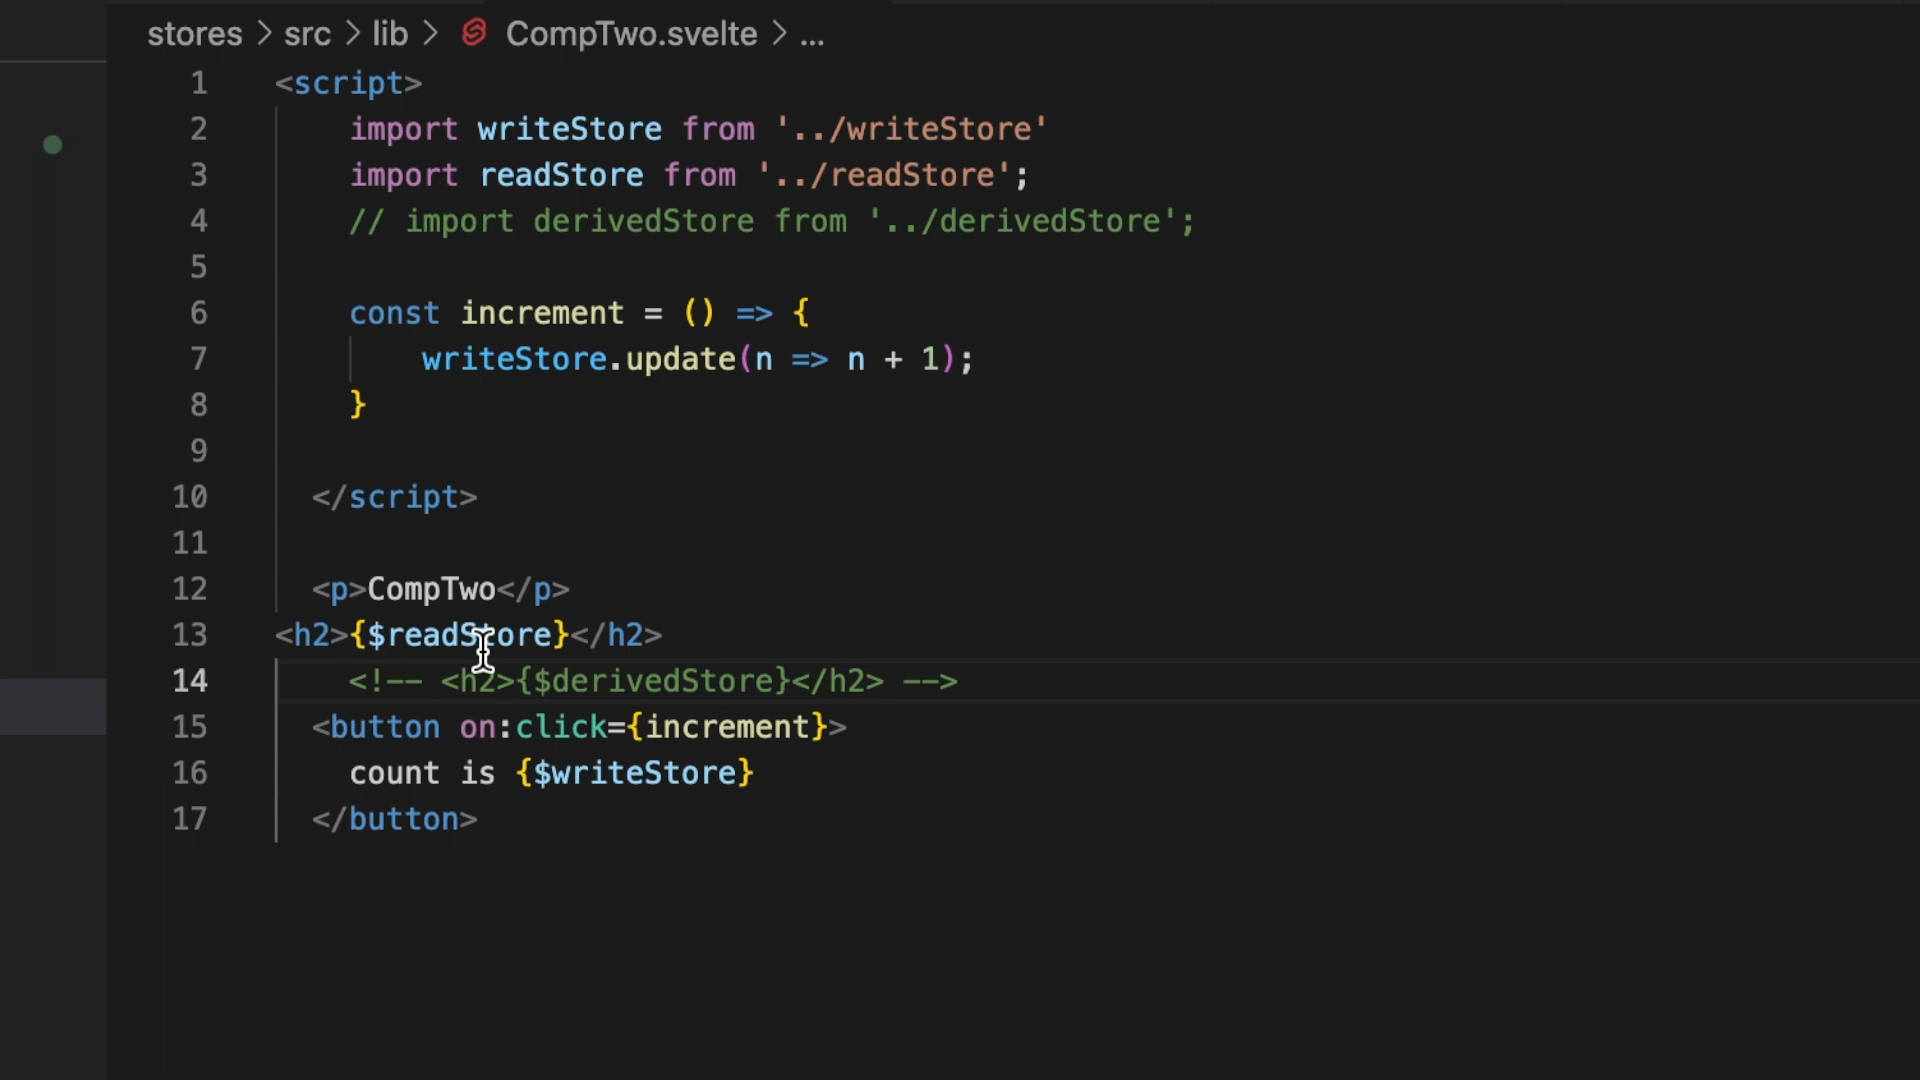 stores > src > lib > CompTwo.svelte > ...
1 <script>
2 import writeStore from '../writeStore'
3 import readStore from '../readStore';
4 // import derivedStore from '../derivedStore';
5
6 const increment = () => {
7 writeStore.update(n => n + 1);
8 }
9
10 </script>
11
12 <p>CompTwo</p>
13 <h2>{$readStore}</h2>
14 <!-- <h2>{$derivedStore}</h2> -->
15 <button on:click={increment}>
16 count is {$writeStore}
17 </button>